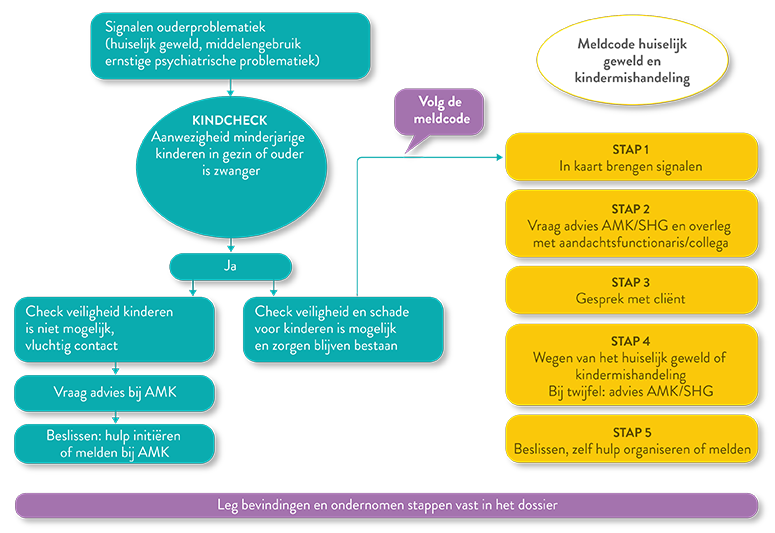 Signalen ouderproblematiek
(huiselijk geweld, middelengebruik
ernstige psychiatrische problematiek)
KINDCHECK
Aanwezigheid minderjarige
kinderen in gezin of ouder
is zwanger
Ja
Check veiligheid kinderen
is niet mogelijk,
vluchtig contact
Vraag advies bij AMK
Beslissen: hulp initiëren
of melden bij AMK
Check veiligheid en schade
voor kinderen is mogelijk
en zorgen blijven bestaan
Volg de
meldcode
Meldcode huiselijk
geweld en
kindermishandeling
STAP 1
In kaart brengen signalen
STAP 2
Vraag advies AMK/SHG en overleg
met aandachtsfunctionaris/collega
STAP 3
Gesprek met cliënt
STAP 4
Wegen van het huiselijk geweld of
kindermishandeling
Bij twijfel: advies AMK/SHG
STAP 5
Beslissen, zelf hulp organiseren of melden
Leg bevindingen en ondernomen stappen vast in het dossier